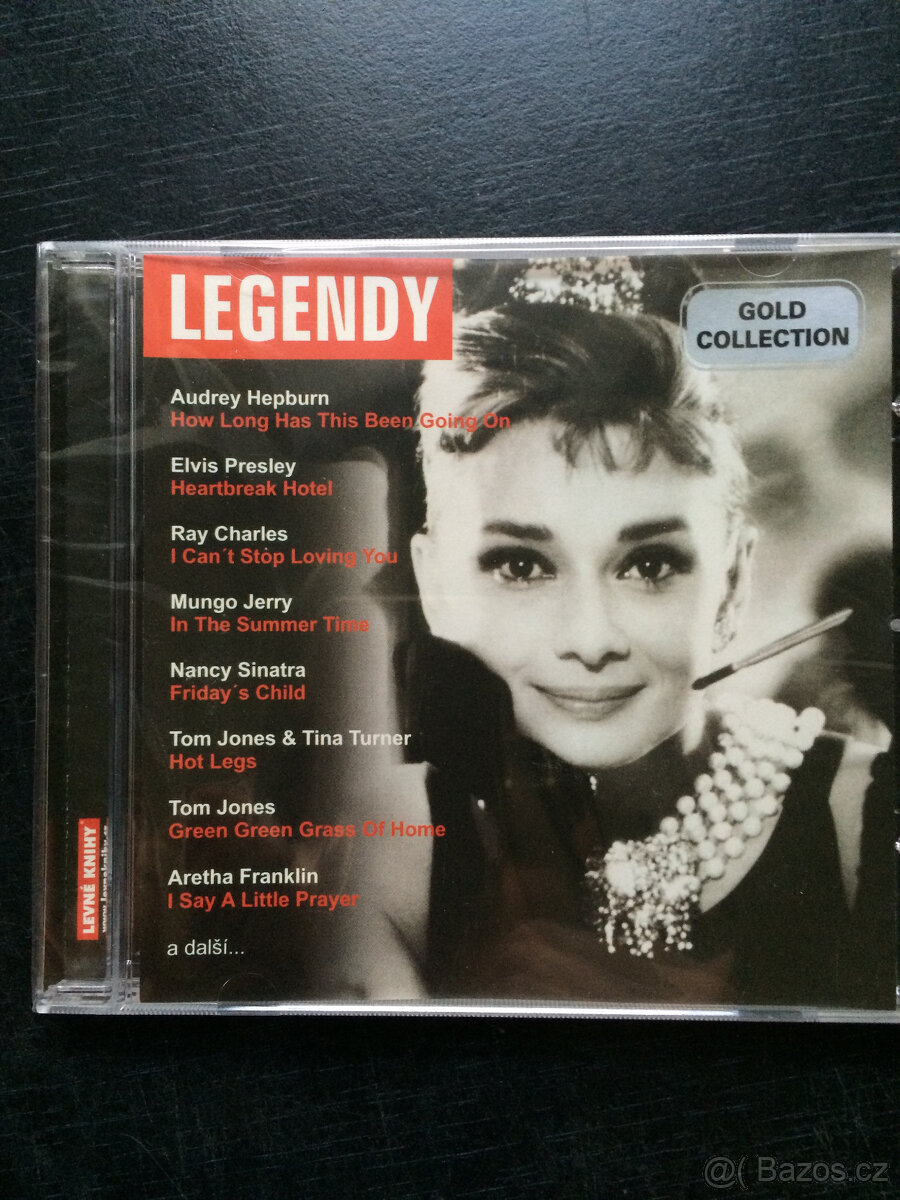 LEGENDY
GOLD
COLLECTION
Audrey Hepburn
How Long Has This Been Going On
Elvis Presley
Heartbreak Hotel
Ray Charles
I Can´t Stop Loving You
Mungo Jerry
In The Summer Time
Nancy Sinatra
Friday´s Child
Tom Jones & Tina Turner
Hot Legs
Tom Jones
Green Green Grass Of Home
Aretha Franklin
I Say A Little Prayer
a další...
LEVNÉ KNIHY
@( Bazos.cz